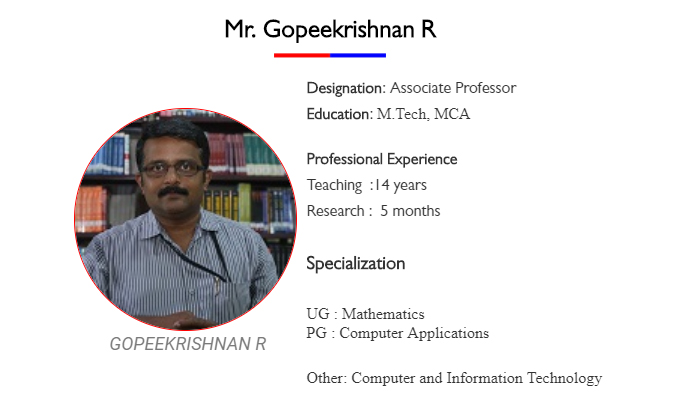 Mr. Gopeekrishnan R
Designation: Associate Professor
Education: M.Tech, MCA
Professional Experience
Teaching :14 years
Research : 5 months
Specialization
UG : Mathematics
PG : Computer Applications
Other: Computer and Information Technology
GOPEEKRISHNAN R